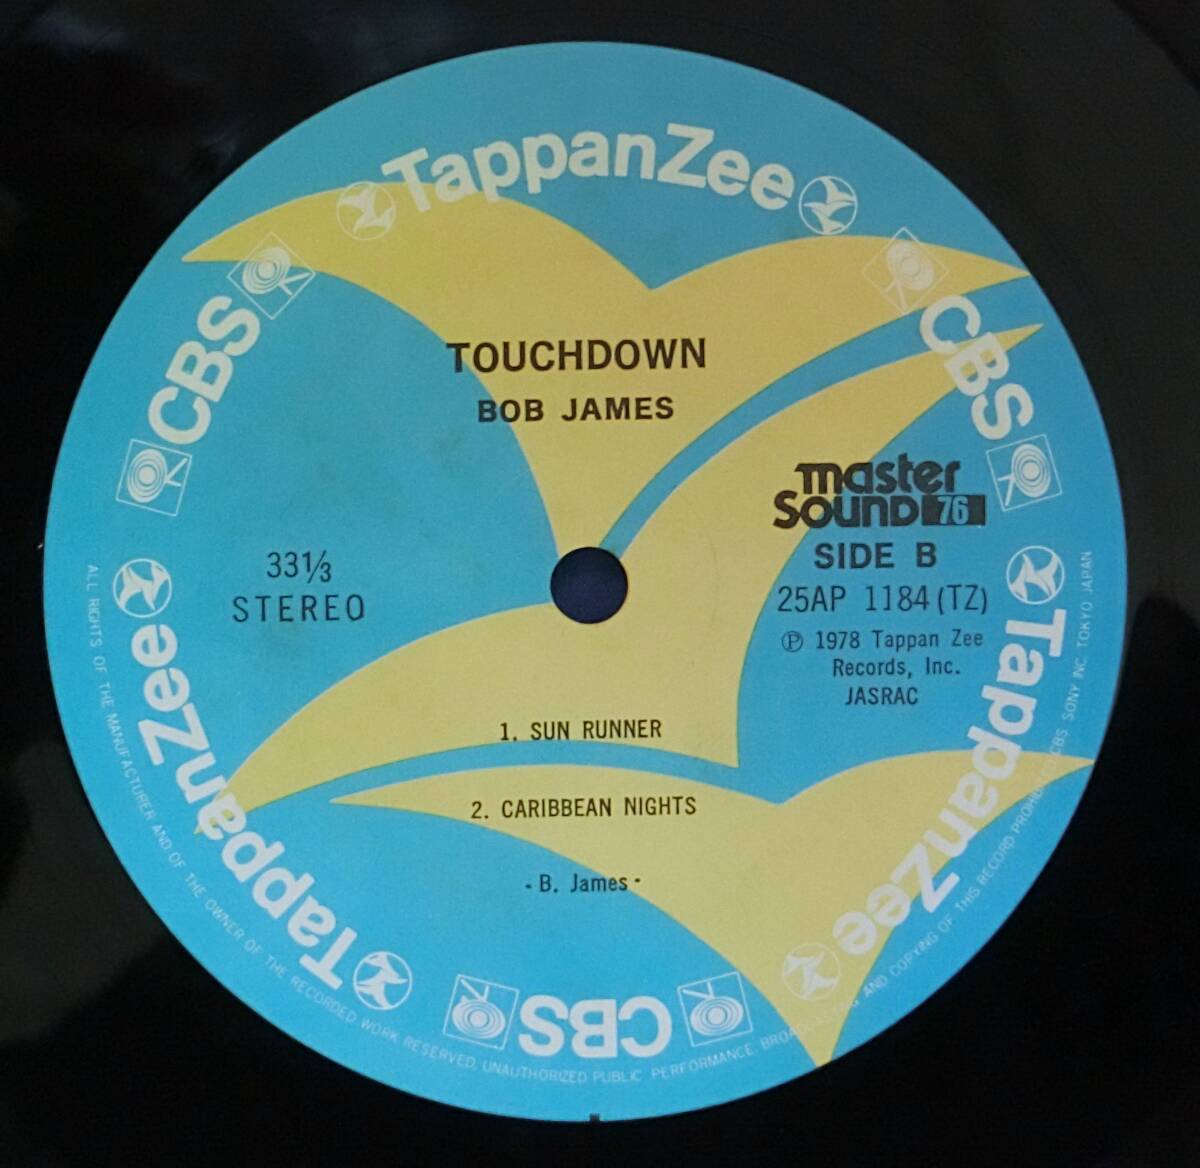 TappanZee
CBS
CBS
TOUCHDOWN
BOB JAMES
master
Sound 76
SIDE B
33⅓
STEREO
25AP 1184 (TZ)
Ⓟ 1978 Tappan Zee
Records, Inc.
JASRAC
1. SUN RUNNER
2. CARIBBEAN NIGHTS
- B. James -
TappanZee
TappanZee
CBS
ALL RIGHTS OF THE MANUFACTURER AND OF THE OWNER OF THE RECORDED WORK RESERVED. UNAUTHORIZED PUBLIC PERFORMANCE. AND COPYING OF THIS RECORD CBS SONY INC. TOKYO JAPAN